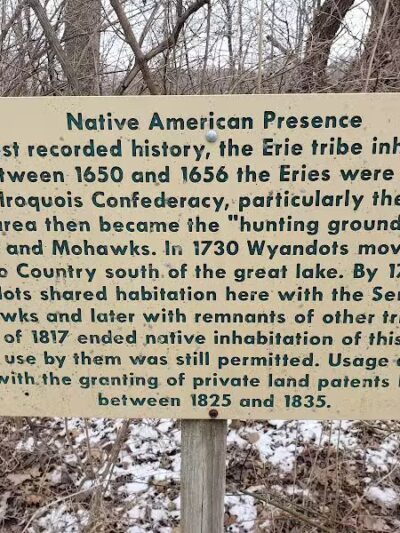 Native American Presence
st recorded history, the Erie tribe inh
tween 1650 and 1656 the Eries were
Iroquois Confederacy, particularly the
area then became the "hunting ground
and Mohawks. In 1730 Wyandots mov
o Country south of the great lake. By 17
lots shared habitation here with the Sen
wks and later with remnants of other tri
of 1817 ended native inhabitation of this
use by them was still permitted. Usage
with the granting of private land patents
between 1825 and 1835.